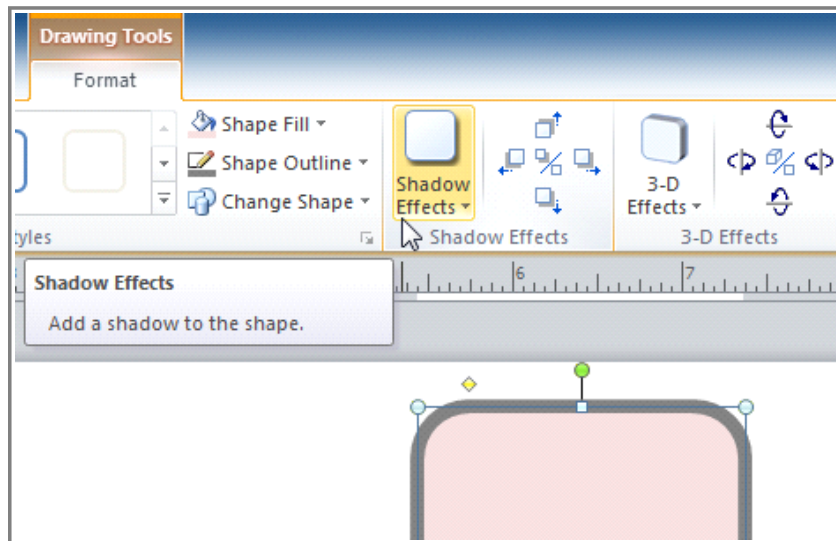 Drawing Tools
Format
Shape Fill
Shape Outline
Change Shape
Shadow
Effects
3-D
Effects
yles
Shadow Effects
3-D Effects
6
7
Shadow Effects
Add a shadow to the shape.